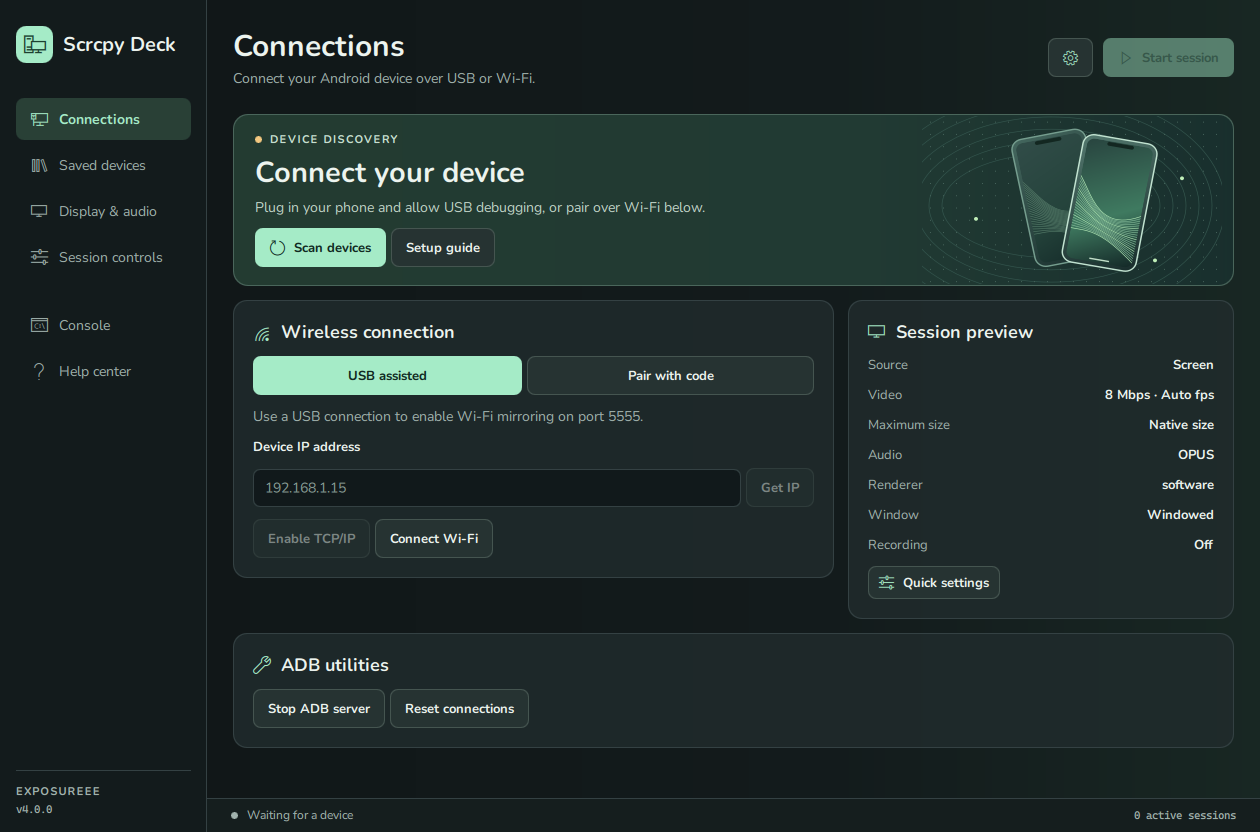 Scrcpy Deck
Connections
Saved devices
Display & audio
Session controls
Console
Help center
EXPOSUREEE
v4.0.0
Connections
Connect your Android device over USB or Wi-Fi.
Start session
DEVICE DISCOVERY
Connect your device
Plug in your phone and allow USB debugging, or pair over Wi-Fi below.
Scan devices
Setup guide
Wireless connection
USB assisted
Pair with code
Use a USB connection to enable Wi-Fi mirroring on port 5555.
Device IP address
192.168.1.15
Get IP
Enable TCP/IP
Connect Wi-Fi
Session preview
Source Screen
Video 8 Mbps · Auto fps
Maximum size Native size
Audio OPUS
Renderer software
Window Windowed
Recording Off
Quick settings
ADB utilities
Stop ADB server
Reset connections
Waiting for a device
0 active sessions